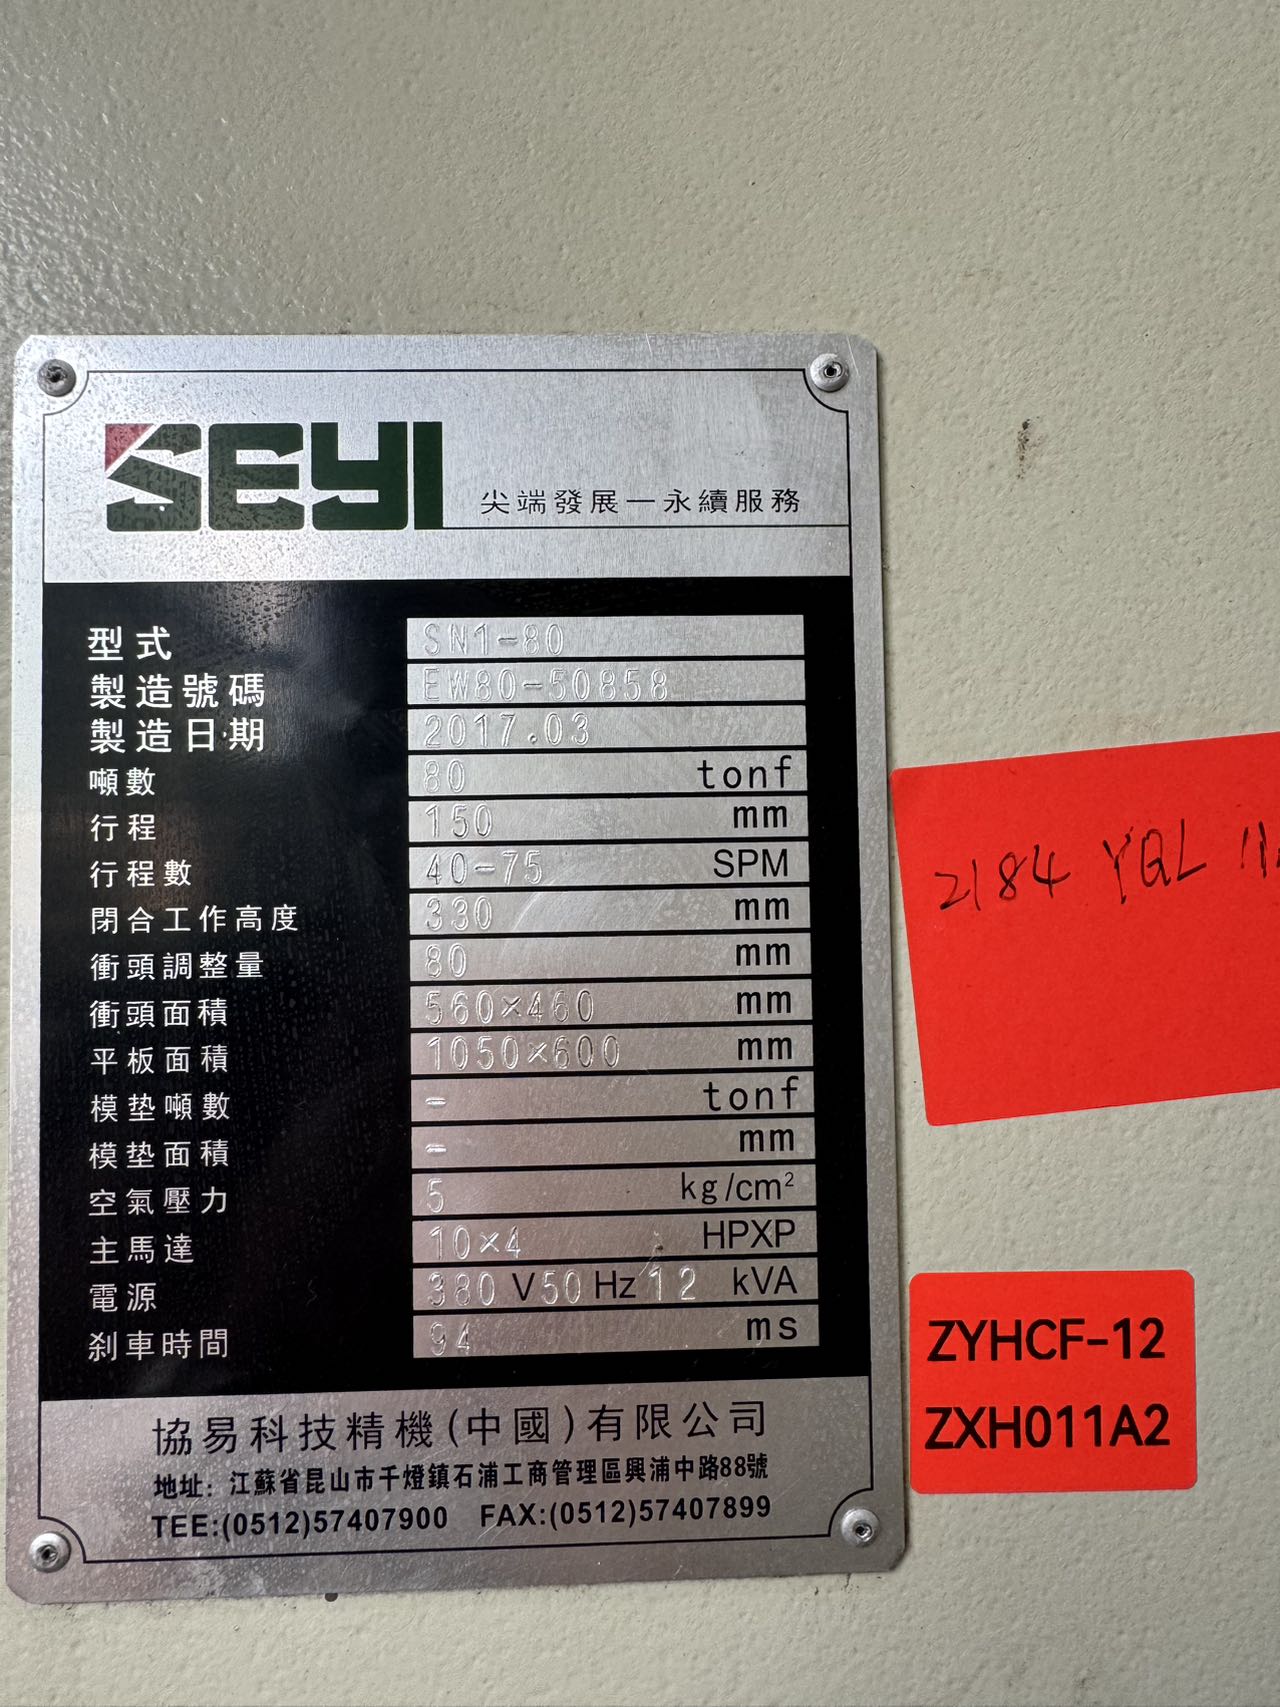 SEYI
尖端發展一永續服務
型式 SN1-80
製造號碼 EW80-50858
製造日期 2017.03
噸數 80 tonf
行程 150 mm
行程數 40-75 SPM
閉合工作高度 330 mm
衝頭調整量 80 mm
衝頭面積 560×460 mm
平板面積 1050×600 mm
模墊噸數 - tonf
模墊面積 - mm
空氣壓力 5 kg/cm²
主馬達 10×4 HPXP
電源 380 V 50 Hz 12 kVA
刹車時間 94 ms
協易科技精機(中國)有限公司
地址：江蘇省昆山市千燈鎮石浦工商管理區興浦中路88號
TEE:(0512)57407900 FAX:(0512)57407899
2184 YQL
ZYHCF-12
ZXH011A2